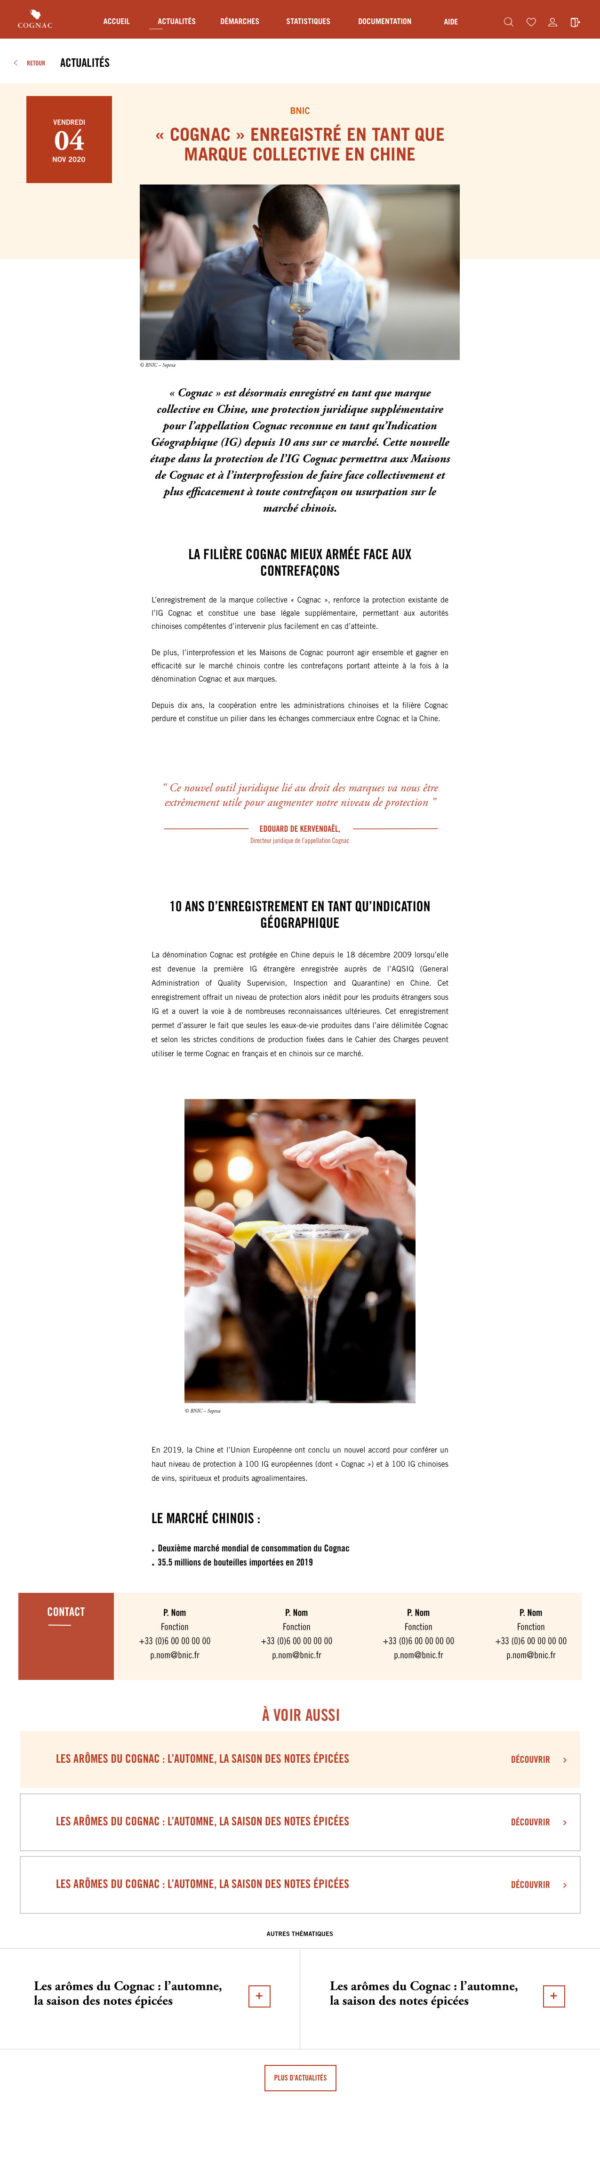 COGNAC
ACCUEIL
ACTUALITÉS
DÉMARCHES
STATISTIQUES
DOCUMENTATION
AIDE
RETOUR
ACTUALITÉS
VENDREDI
04
NOV 2020
BNIC
« COGNAC » ENREGISTRÉ EN TANT QUE
MARQUE COLLECTIVE EN CHINE
© BNIC – Sopexa
« Cognac » est désormais enregistré en tant que marque
collective en Chine, une protection juridique supplémentaire
pour l’appellation Cognac reconnue en tant qu’Indication
Géographique (IG) depuis 10 ans sur ce marché. Cette nouvelle
étape dans la protection de l’IG Cognac permettra aux Maisons
de Cognac et à l’interprofession de faire face collectivement et
plus efficacement à toute contrefaçon ou usurpation sur le
marché chinois.
LA FILIÈRE COGNAC MIEUX ARMÉE FACE AUX
CONTREFAÇONS
L’enregistrement de la marque collective « Cognac », renforce la protection existante de
l’IG Cognac et constitue une base légale supplémentaire, permettant aux autorités
chinoises compétentes d’intervenir plus facilement en cas d’atteinte.
De plus, l’interprofession et les Maisons de Cognac pourront agir ensemble et gagner en
efficacité sur le marché chinois contre les contrefaçons portant atteinte à la fois à la
dénomination Cognac et aux marques.
Depuis dix ans, la coopération entre les administrations chinoises et la filière Cognac
perdure et constitue un pilier dans les échanges commerciaux entre Cognac et la Chine.
“ Ce nouvel outil juridique lié au droit des marques va nous être
extrêmement utile pour augmenter notre niveau de protection ”
EDOUARD DE KERVENDAËL,
Directeur juridique de l’appellation Cognac
10 ANS D’ENREGISTREMENT EN TANT QU’INDICATION
GÉOGRAPHIQUE
La dénomination Cognac est protégée en Chine depuis le 18 décembre 2009 lorsqu’elle
est devenue la première IG étrangère enregistrée auprès de l’AQSIQ (General
Administration of Quality Supervision, Inspection and Quarantine) en Chine. Cet
enregistrement offrait un niveau de protection alors inédit pour les produits étrangers sous
IG et a ouvert la voie à de nombreuses reconnaissances ultérieures. Cet enregistrement
permet d’assurer le fait que seules les eaux-de-vie produites dans l’aire délimitée Cognac
et selon les strictes conditions de production fixées dans le Cahier des Charges peuvent
utiliser le terme Cognac en français et en chinois sur ce marché.
© BNIC – Sopexa
En 2019, la Chine et l’Union Européenne ont conclu un nouvel accord pour conférer un
haut niveau de protection à 100 IG européennes (dont « Cognac ») et à 100 IG chinoises
de vins, spiritueux et produits agroalimentaires.
LE MARCHÉ CHINOIS :
. Deuxième marché mondial de consommation du Cognac
. 35.5 millions de bouteilles importées en 2019
CONTACT
P. Nom
Fonction
+33 (0)6 00 00 00 00
p.nom@bnic.fr
P. Nom
Fonction
+33 (0)6 00 00 00 00
p.nom@bnic.fr
P. Nom
Fonction
+33 (0)6 00 00 00 00
p.nom@bnic.fr
P. Nom
Fonction
+33 (0)6 00 00 00 00
p.nom@bnic.fr
À VOIR AUSSI
LES ARÔMES DU COGNAC : L’AUTOMNE, LA SAISON DES NOTES ÉPICÉES
DÉCOUVRIR
LES ARÔMES DU COGNAC : L’AUTOMNE, LA SAISON DES NOTES ÉPICÉES
DÉCOUVRIR
LES ARÔMES DU COGNAC : L’AUTOMNE, LA SAISON DES NOTES ÉPICÉES
DÉCOUVRIR
AUTRES THÉMATIQUES
Les arômes du Cognac : l’automne,
la saison des notes épicées
Les arômes du Cognac : l’automne,
la saison des notes épicées
PLUS D’ACTUALITÉS